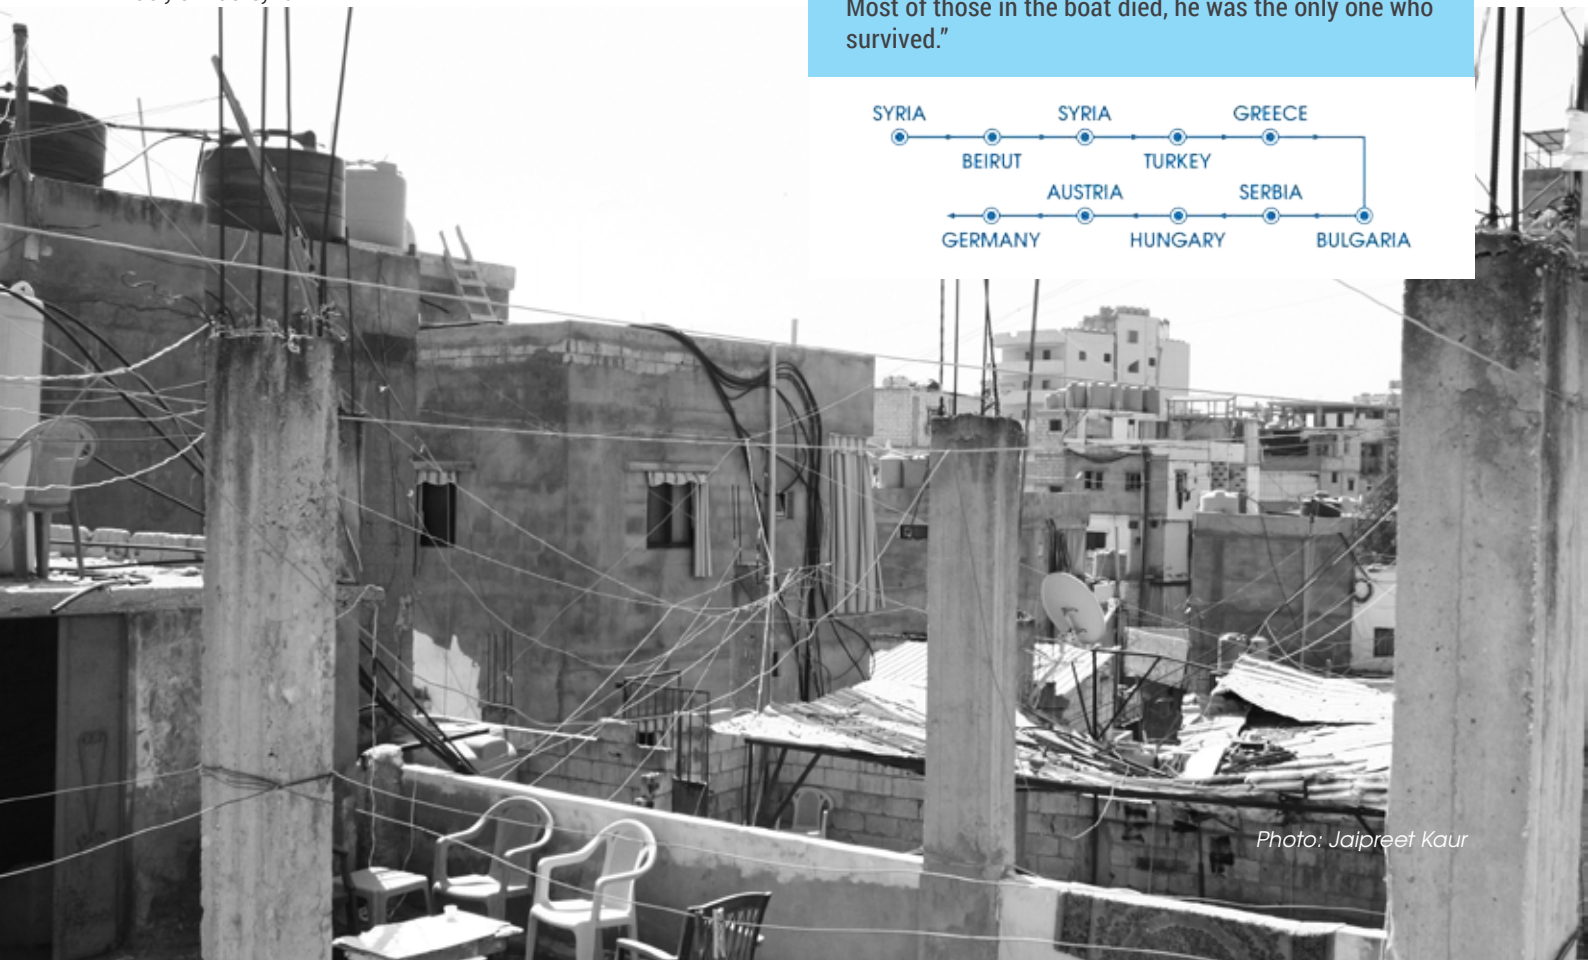 Most of those in the boat died, he was the only one who
survived.”
SYRIA
SYRIA
GREECE
BEIRUT
TURKEY
AUSTRIA
SERBIA
GERMANY
HUNGARY
BULGARIA
Photo: Jaipreet Kaur